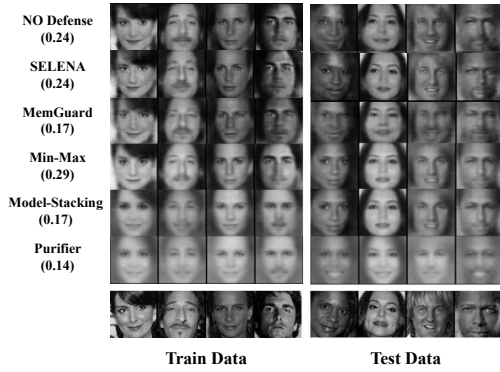 NO Defense
(0.24)
SELENA
(0.24)
MemGuard
(0.17)
Min-Max
(0.29)
Model-Stacking
(0.17)
Purifier
(0.14)
Train Data
Test Data